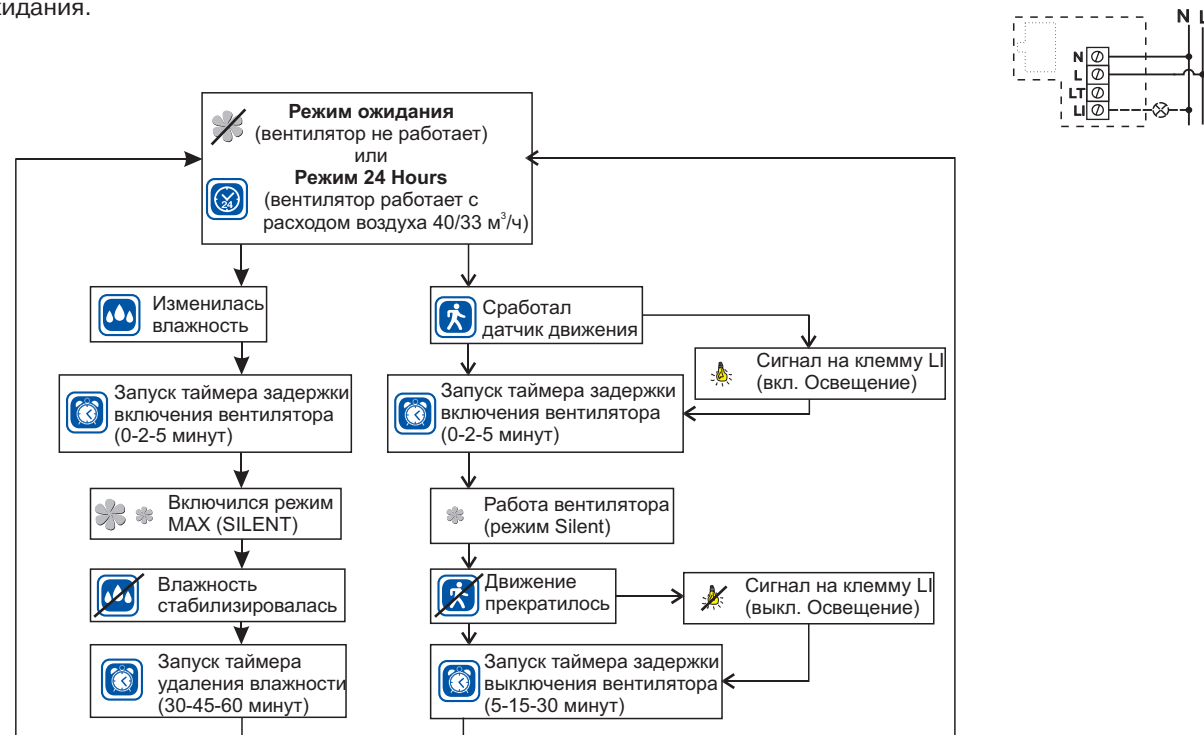 кидания.
N L
N
L
LT
LI
Режим ожидания
(вентилятор не работает)
или
Режим 24 Hours
(вентилятор работает с
расходом воздуха 40/33 м³/ч)
24
Изменилась
влажность
Сработал
датчик движения
Сигнал на клемму LI
(вкл. Освещение)
Запуск таймера задержки
включения вентилятора
(0-2-5 минут)
Запуск таймера задержки
включения вентилятора
(0-2-5 минут)
Включился режим
MAX (SILENT)
Работа вентилятора
(режим Silent)
Влажность
стабилизировалась
Движение
прекратилось
Сигнал на клемму LI
(выкл. Освещение)
Запуск таймера
удаления влажности
(30-45-60 минут)
Запуск таймера задержки
выключения вентилятора
(5-15-30 минут)